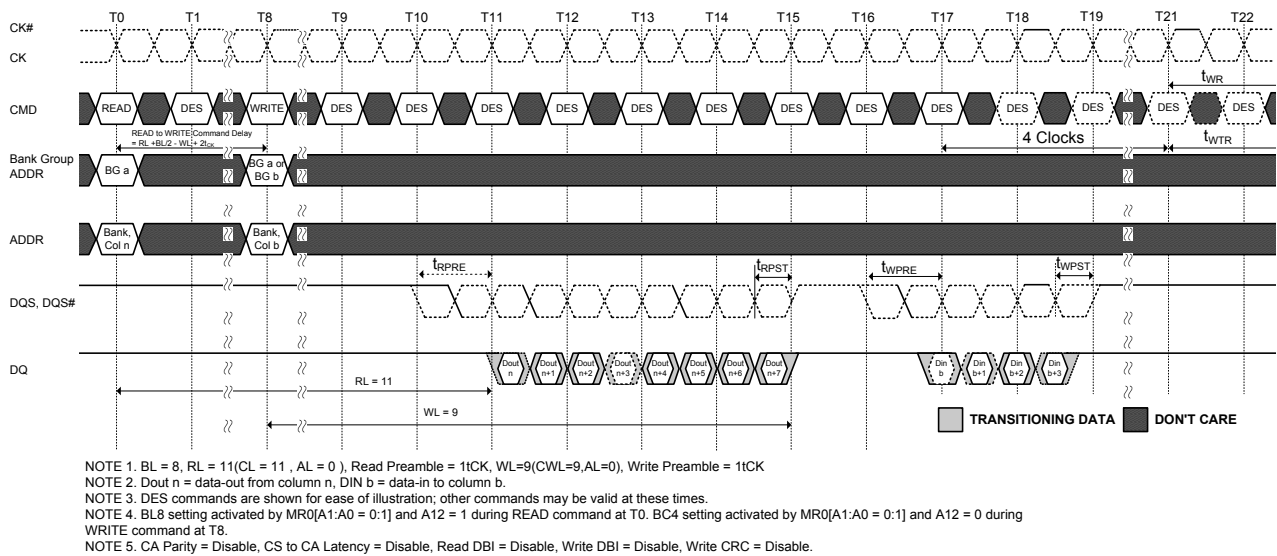 T0 T1 T8 T9 T10 T11 T12 T13 T14 T15 T16 T17 T18 T19 T21 T22
CK#
CK
tWR
CMD READ DES WRITE DES DES DES DES DES DES DES DES DES DES DES DES DES
READ to WRITE Command Delay
= RL +BL/2 - WL + 2tCK
4 Clocks
tWTR
Bank Group
ADDR
BG a
BG a or
BG b
ADDR
Bank,
Col n
Bank,
Col b
tRPRE tRPST tWPRE tWPST
DQS, DQS#
DQ
Dout
n
Dout
n+1
Dout
n+2
Dout
n+3
Dout
n+4
Dout
n+5
Dout
n+6
Dout
n+7
Din
b
Din
b+1
Din
b+2
Din
b+3
RL = 11
WL = 9
TRANSITIONING DATA DON'T CARE
NOTE 1. BL = 8, RL = 11(CL = 11 , AL = 0 ), Read Preamble = 1tCK, WL=9(CWL=9,AL=0), Write Preamble = 1tCK
NOTE 2. Dout n = data-out from column n, DIN b = data-in to column b.
NOTE 3. DES commands are shown for ease of illustration; other commands may be valid at these times.
NOTE 4. BL8 setting activated by MR0[A1:A0 = 0:1] and A12 = 1 during READ command at T0. BC4 setting activated by MR0[A1:A0 = 0:1] and A12 = 0 during
WRITE command at T8.
NOTE 5. CA Parity = Disable, CS to CA Latency = Disable, Read DBI = Disable, Write DBI = Disable, Write CRC = Disable.